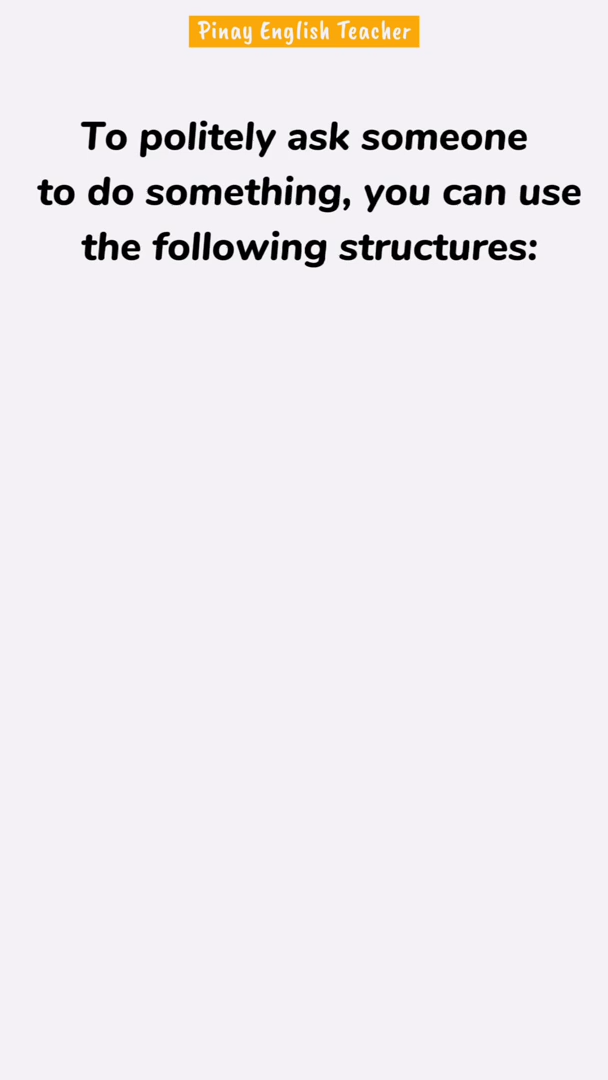 Pinay English Teacher
To politely ask someone
to do something, you can use
the following structures: